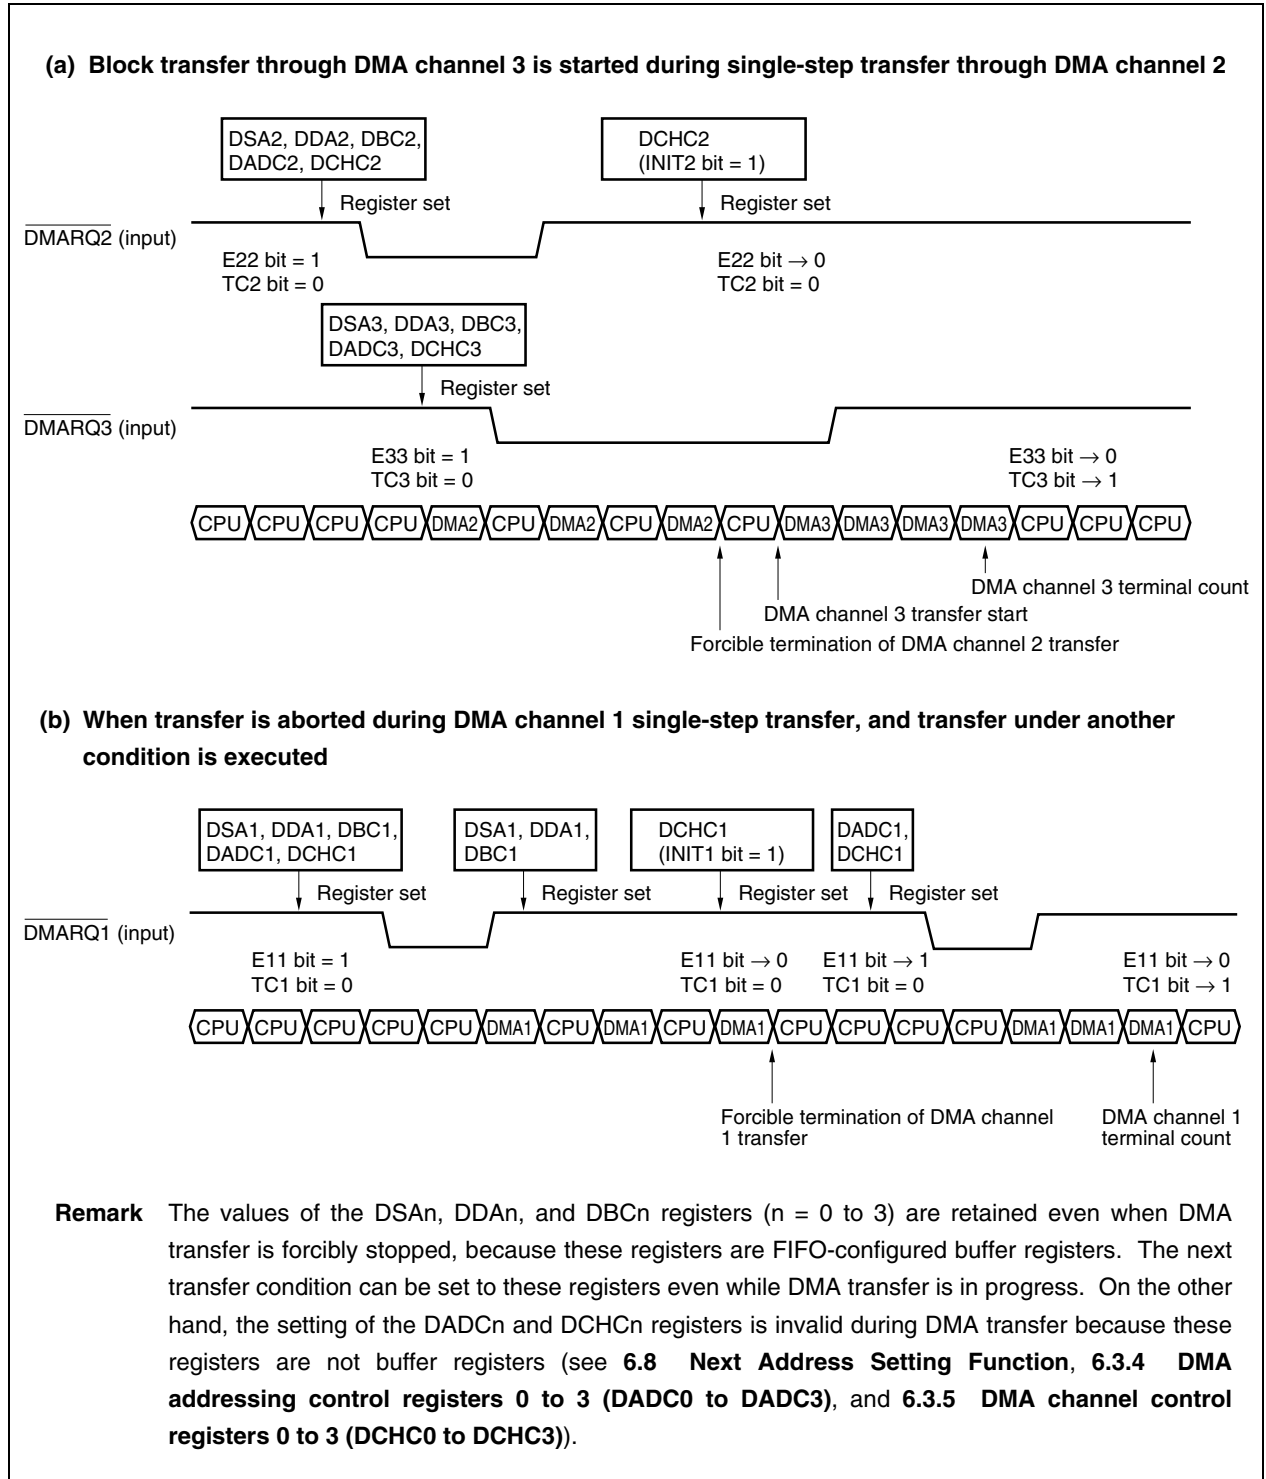 (a) Block transfer through DMA channel 3 is started during single-step transfer through DMA channel 2
DSA2, DDA2, DBC2,
DADC2, DCHC2
DCHC2
(INIT2 bit = 1)
Register set
Register set
DMARQ2 (input)
E22 bit = 1
TC2 bit = 0
E22 bit → 0
TC2 bit = 0
DSA3, DDA3, DBC3,
DADC3, DCHC3
Register set
DMARQ3 (input)
E33 bit = 1
TC3 bit = 0
E33 bit → 0
TC3 bit → 1
CPU CPU CPU CPU DMA2 CPU DMA2 CPU DMA2 CPU DMA3 DMA3 DMA3 DMA3 CPU CPU CPU
DMA channel 3 terminal count
DMA channel 3 transfer start
Forcible termination of DMA channel 2 transfer
(b) When transfer is aborted during DMA channel 1 single-step transfer, and transfer under another
condition is executed
DSA1, DDA1, DBC1,
DADC1, DCHC1
DSA1, DDA1,
DBC1
DCHC1
(INIT1 bit = 1)
DADC1,
DCHC1
Register set
Register set
Register set
Register set
DMARQ1 (input)
E11 bit = 1
TC1 bit = 0
E11 bit → 0
TC1 bit = 0
E11 bit → 1
TC1 bit = 0
E11 bit → 0
TC1 bit → 1
CPU CPU CPU CPU CPU DMA1 CPU DMA1 CPU DMA1 CPU CPU CPU CPU DMA1 DMA1 DMA1 CPU
Forcible termination of DMA channel
1 transfer
DMA channel 1
terminal count
Remark The values of the DSAn, DDAn, and DBCn registers (n = 0 to 3) are retained even when DMA
transfer is forcibly stopped, because these registers are FIFO-configured buffer registers. The next
transfer condition can be set to these registers even while DMA transfer is in progress. On the other
hand, the setting of the DADCn and DCHCn registers is invalid during DMA transfer because these
registers are not buffer registers (see 6.8 Next Address Setting Function, 6.3.4 DMA
addressing control registers 0 to 3 (DADC0 to DADC3), and 6.3.5 DMA channel control
registers 0 to 3 (DCHC0 to DCHC3)).